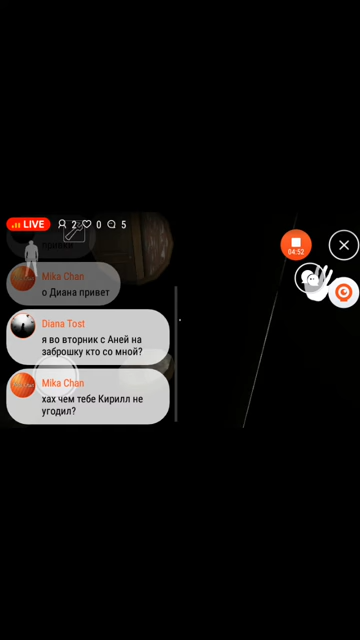 LIVE 2 0 5
04:52
Mika Chan
о Диана привет
Diana Tost
я во вторник с Аней на
заброшку кто со мной?
Mika Chan
хах чем тебе Кирилл не
угодил?